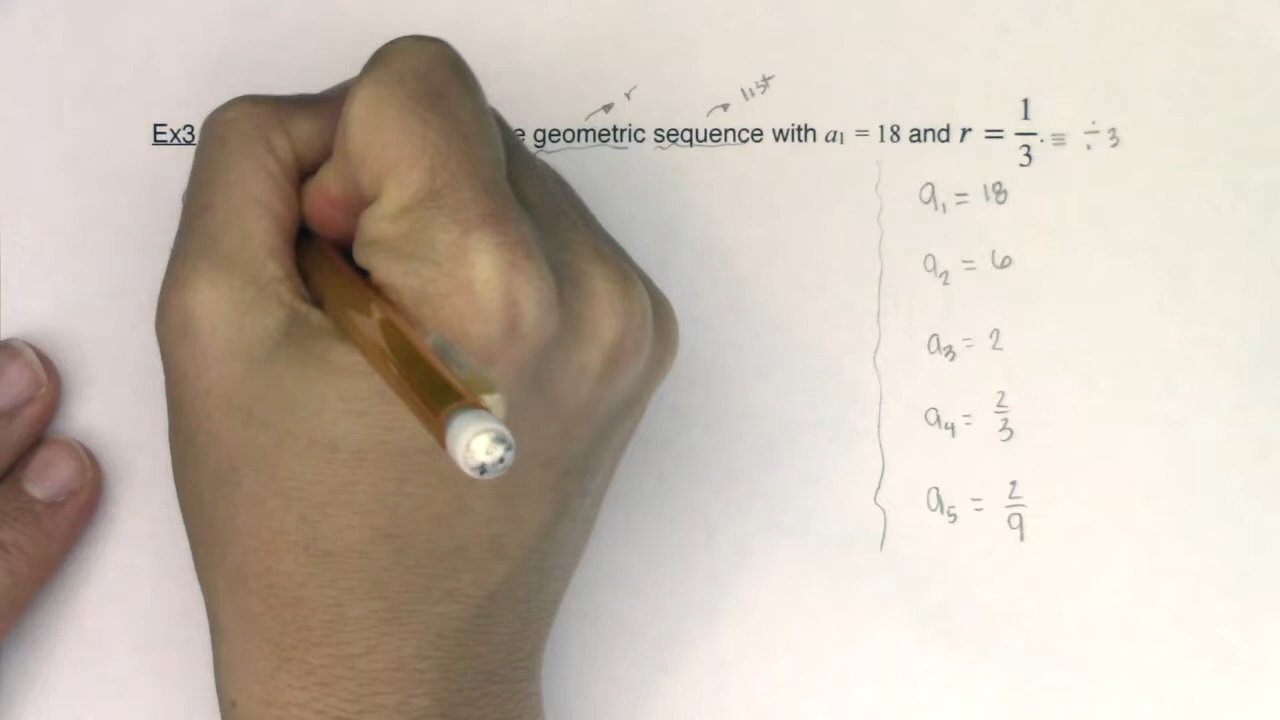 r list
Ex3 geometric sequence with a₁ = 18 and r = 1/3. ≡ ÷3
a₁ = 18
a₂ = 6
a₃ = 2
a₄ = 2/3
a₅ = 2/9